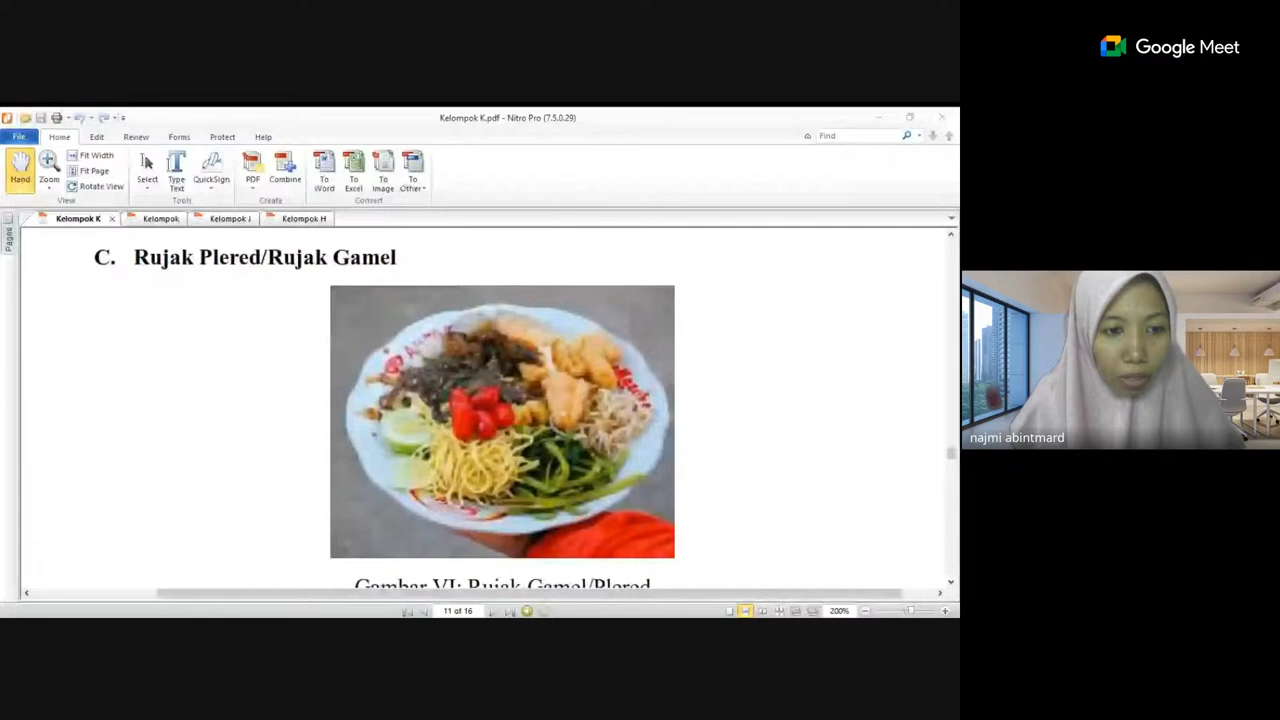 Google Meet
Kelompok K.pdf - Nitro Pro (7.5.0.29)
File Home Edit Review Forms Protect Help
Find
Hand
Zoom
Fit Width
Fit Page
Rotate View
View
Select
Type Text
QuickSign
Tools
PDF
Combine
Create
To Word
To Excel
To Image
To Other
Convert
Kelompok K
Kelompok
Kelompok J
Kelompok H
Pages
C. Rujak Plered/Rujak Gamel
Gambar VI: Rujak Gamel/Plered
najmi abintmard
11 of 16
200%